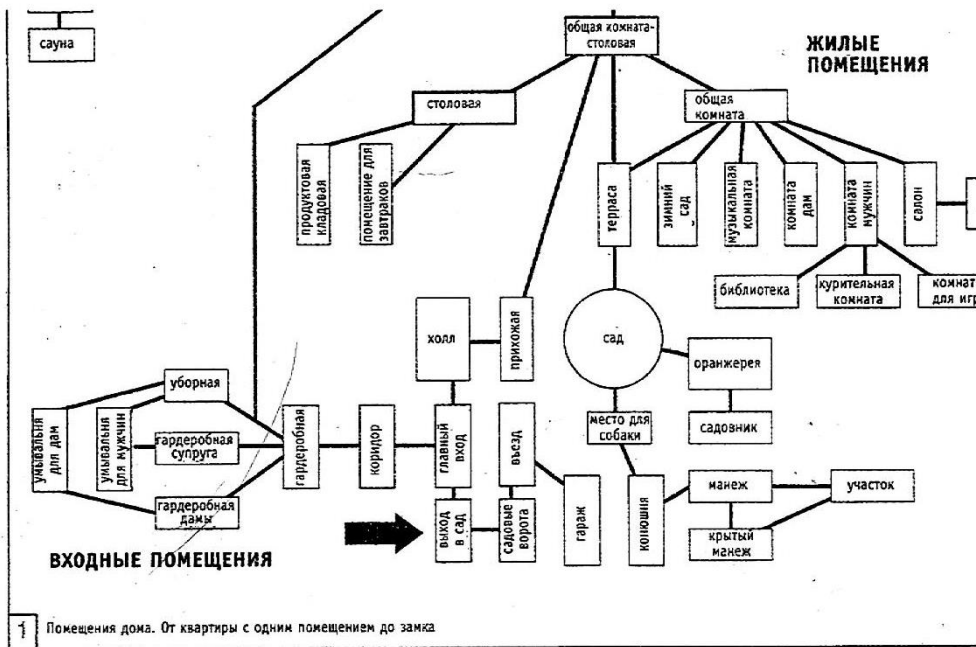 сауна
общая комната-
столовая
ЖИЛЫЕ
ПОМЕЩЕНИЯ
столовая
общая
комната
продуктовая
кладовая
помещение для
завтраков
терраса
зимний
сад
музыкальная
комната
комната
дам
комната
мужчин
салон
библиотека
курительная
комната
комнат
для игр
холл
прихожая
сад
оранжерея
садовник
место для
собаки
уборная
умывальня
для дам
умывальня
для мужчин
гардеробная
супруга
гардеробная
дамы
гардеробная
коридор
главный
вход
въезд
выход
в сад
садовые
ворота
гараж
конюшня
манеж
участок
крытый
манеж
ВХОДНЫЕ ПОМЕЩЕНИЯ
1 Помещения дома. От квартиры с одним помещением до замка